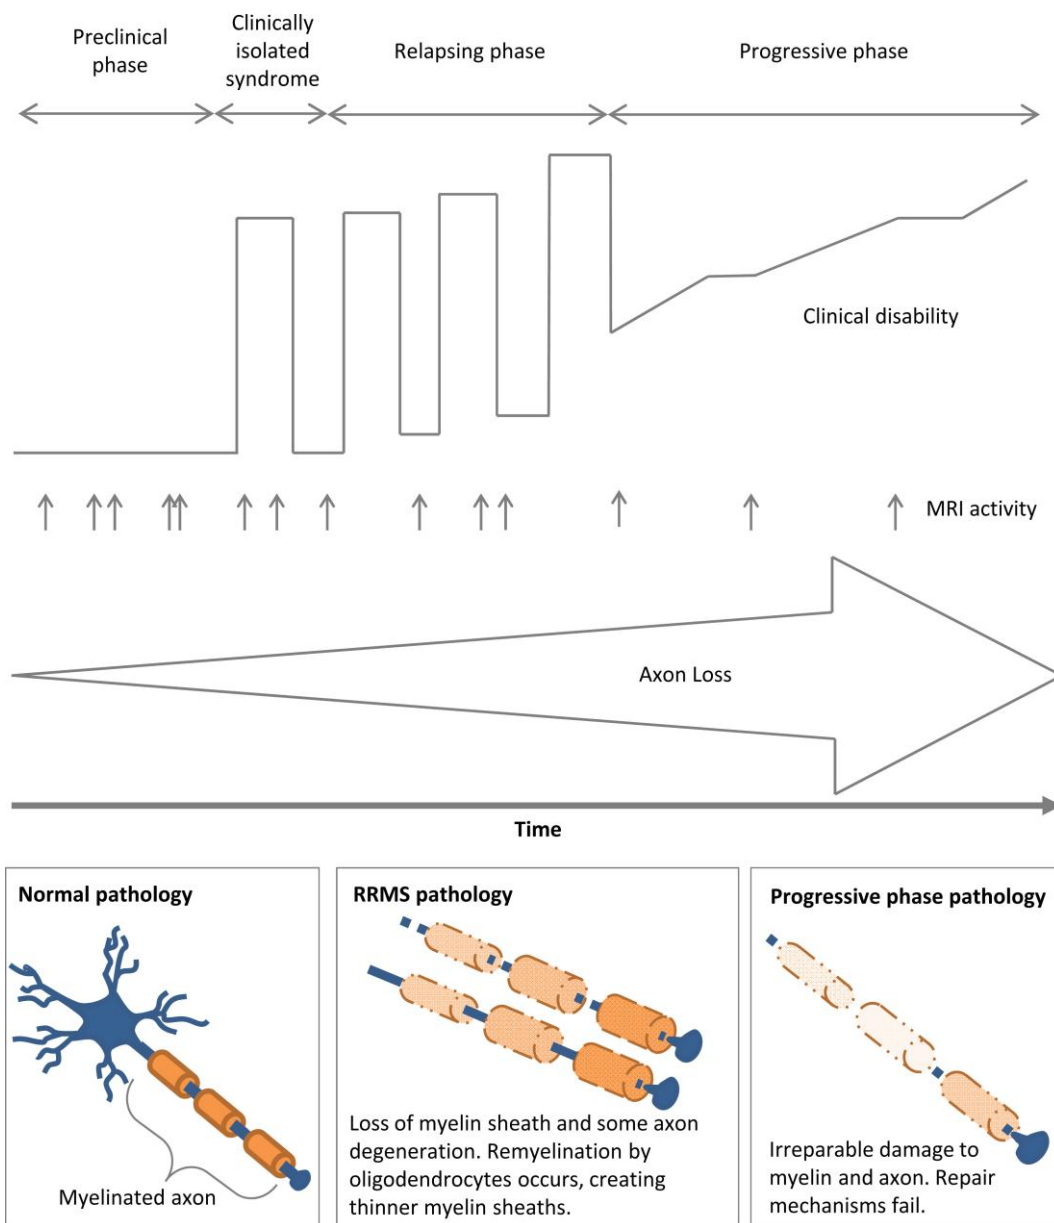 Preclinical
phase
Clinically
isolated
syndrome
Relapsing phase
Progressive phase
Clinical disability
MRI activity
Axon Loss
Time
Normal pathology
Myelinated axon
RRMS pathology
Loss of myelin sheath and some axon
degeneration. Remyelination by
oligodendrocytes occurs, creating
thinner myelin sheaths.
Progressive phase pathology
Irreparable damage to
myelin and axon. Repair
mechanisms fail.